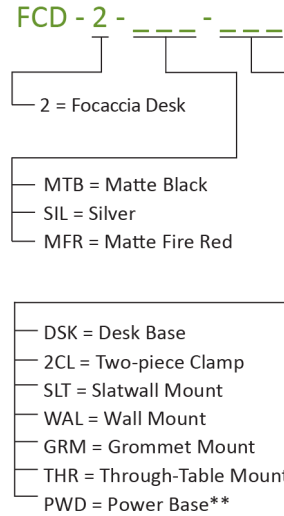 FCD - 2 - _ _ _ - _ _ _
2 = Focaccia Desk
MTB = Matte Black
SIL = Silver
MFR = Matte Fire Red
DSK = Desk Base
2CL = Two-piece Clamp
SLT = Slatwall Mount
WAL = Wall Mount
GRM = Grommet Mount
THR = Through-Table Mount
PWD = Power Base**